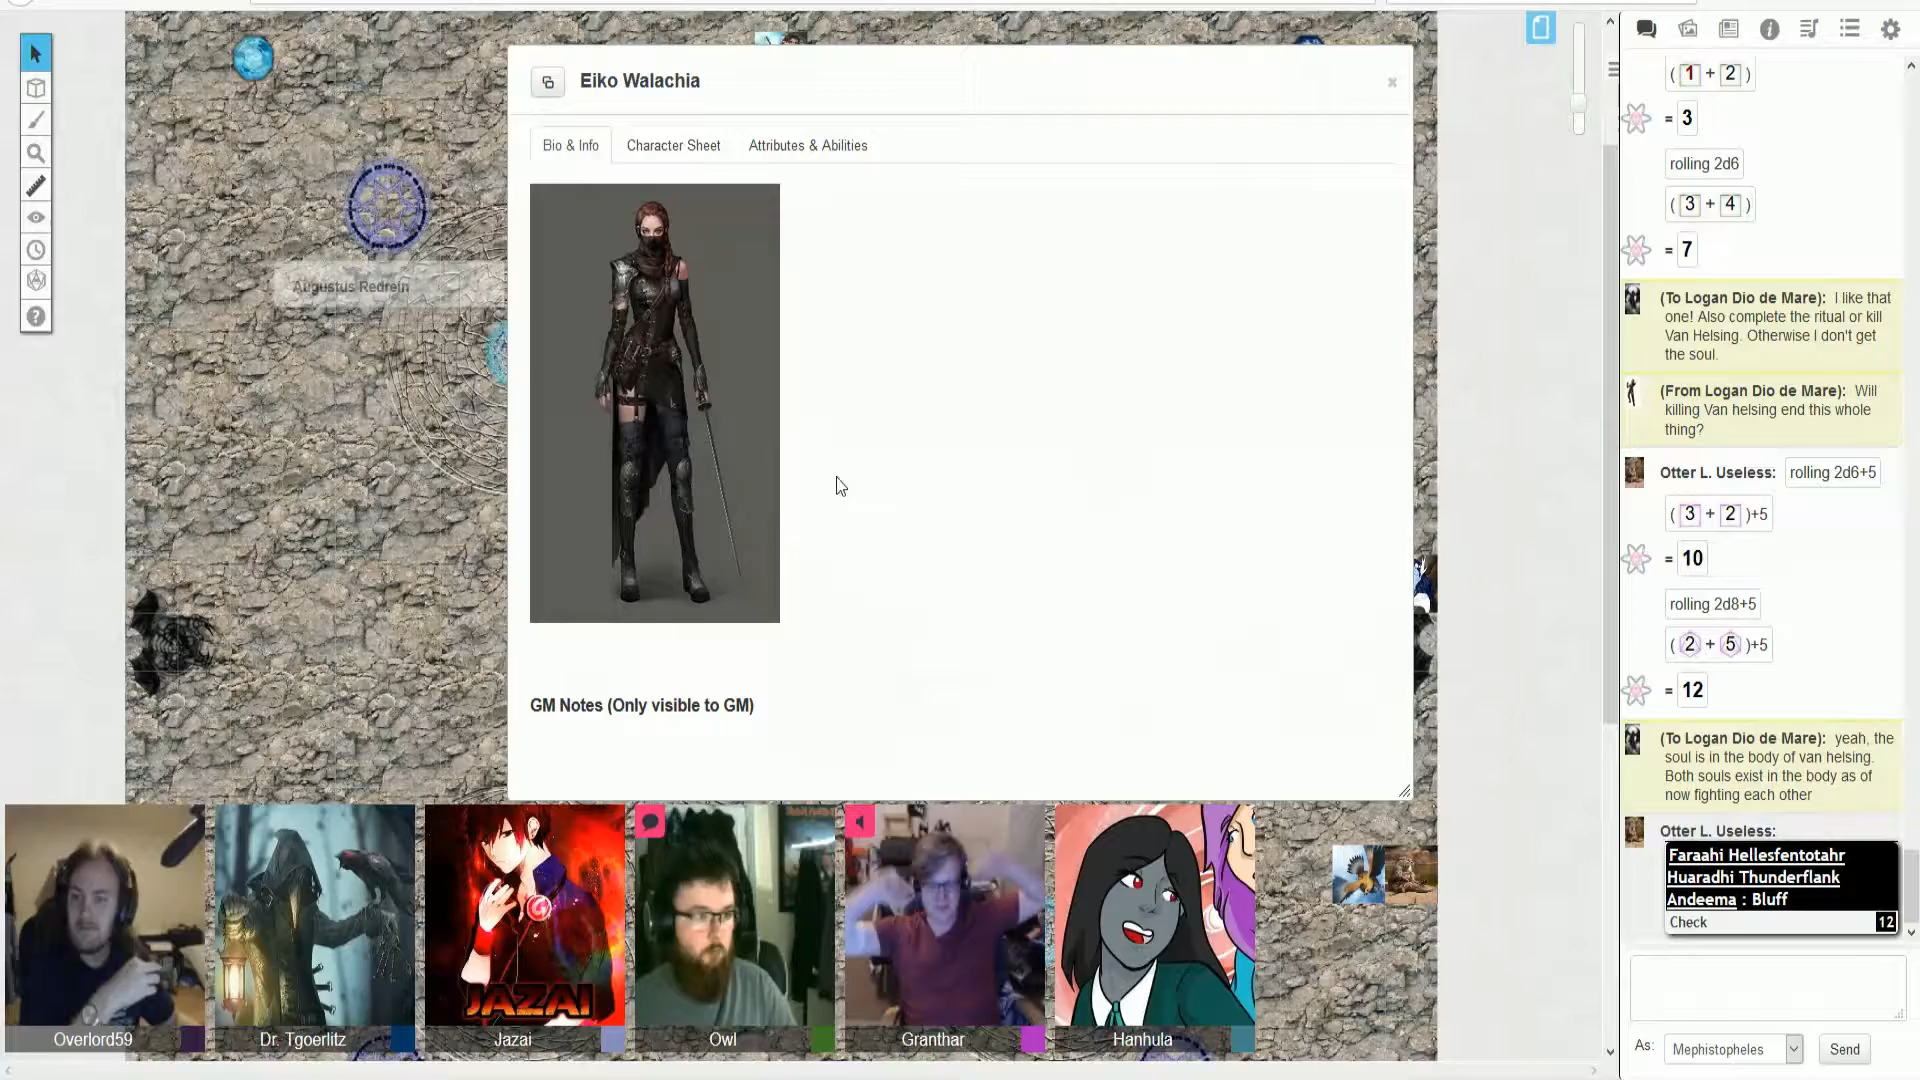 Eiko Walachia
Bio & Info
Character Sheet
Attributes & Abilities
Augustus Redrein
GM Notes (Only visible to GM)
JAZAI
Overlord59
Dr. Tgoerlitz
Jazai
Owl
Granthar
Hanhula
( 1 + 2 )
= 3
rolling 2d6
( 3 + 4 )
= 7
(To Logan Dio de Mare): I like that
one! Also complete the ritual or kill
Van Helsing. Otherwise I don't get
the soul.
(From Logan Dio de Mare): Will
killing Van helsing end this whole
thing?
Otter L. Useless: rolling 2d6+5
( 3 + 2 )+5
= 10
rolling 2d8+5
( 2 + 5 )+5
= 12
(To Logan Dio de Mare): yeah, the
soul is in the body of van helsing.
Both souls exist in the body as of
now fighting each other
Otter L. Useless:
Faraahi Hellesfentotahr
Huaradhi Thunderflank
Andeema : Bluff
Check 12
As: Mephistopheles
Send